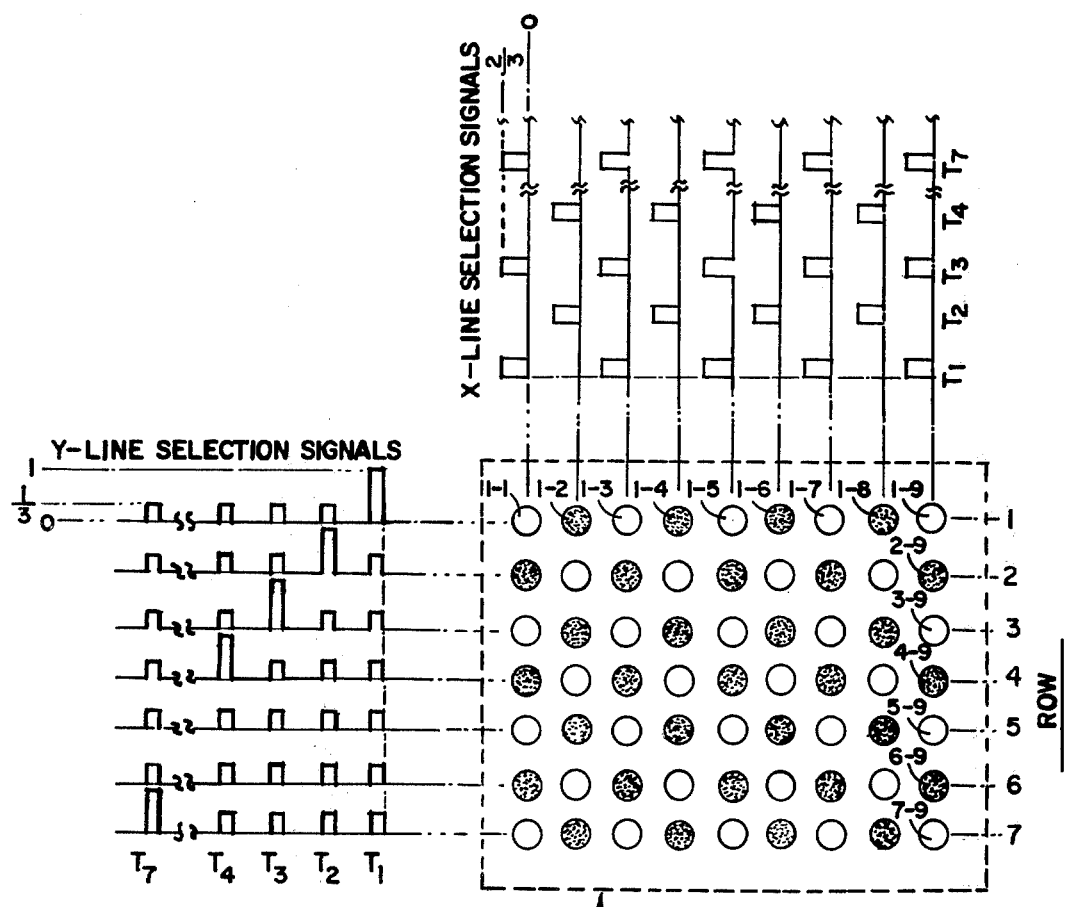 X-LINE SELECTION SIGNALS
2/3
0
T7
T4
T3
T2
T1
Y-LINE SELECTION SIGNALS
1
1/3
0
1-1 1-2 1-3 1-4 1-5 1-6 1-7 1-8 1-9
1
2-9
2
3-9
3
4-9
4
5-9
5
6-9
6
7-9
7
ROW
T7 T4 T3 T2 T1